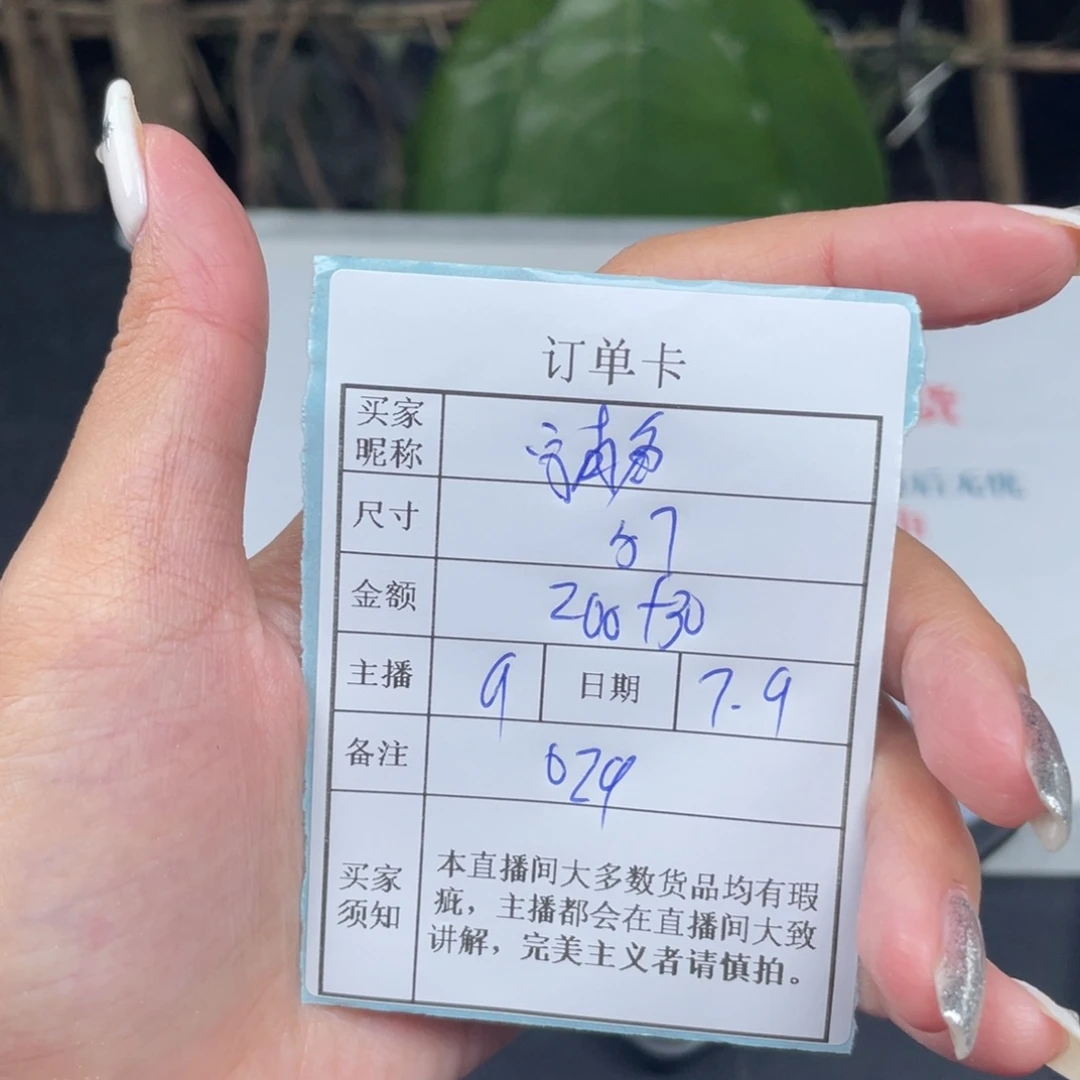 订单卡
买家
昵称
尺寸 67
金额 200+30
主播 9 日期 7-9
备注 029
买家
须知
本直播间大多数货品均有瑕
疵，主播都会在直播间大致
讲解，完美主义者请慎拍。